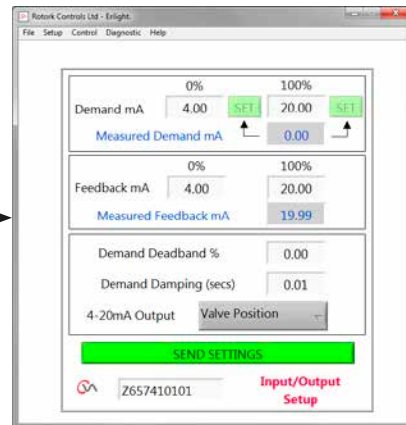 Rotork Controls Ltd - Enlight.
File Setup Control Diagnostic Help
0% 100%
Demand mA 4.00 SET 20.00 SET
Measured Demand mA 0.00
0% 100%
Feedback mA 4.00 20.00
Measured Feedback mA 19.99
Demand Deadband % 0.00
Demand Damping (secs) 0.01
4-20mA Output Valve Position
SEND SETTINGS
Z657410101 Input/Output
Setup